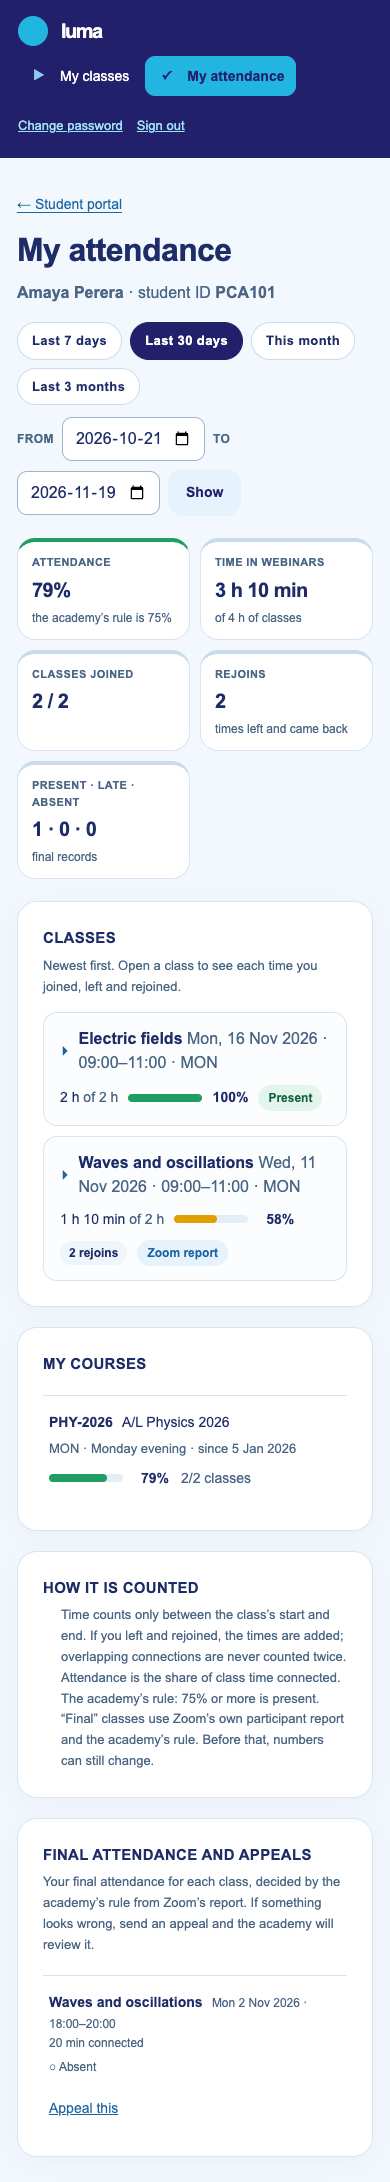 luma
My classes
✓ My attendance
Change password Sign out
← Student portal
My attendance
Amaya Perera · student ID PCA101
Last 7 days Last 30 days This month
Last 3 months
FROM 2026-10-21 TO
2026-11-19 Show
ATTENDANCE
79%
the academy's rule is 75%
TIME IN WEBINARS
3 h 10 min
of 4 h of classes
CLASSES JOINED
2 / 2
REJOINS
2
times left and came back
PRESENT · LATE ·
ABSENT
1 · 0 · 0
final records
CLASSES
Newest first. Open a class to see each time you
joined, left and rejoined.
Electric fields Mon, 16 Nov 2026 ·
09:00–11:00 · MON
2 h of 2 h 100% Present
Waves and oscillations Wed, 11
Nov 2026 · 09:00–11:00 · MON
1 h 10 min of 2 h 58%
2 rejoins Zoom report
MY COURSES
PHY-2026 A/L Physics 2026
MON · Monday evening · since 5 Jan 2026
79% 2/2 classes
HOW IT IS COUNTED
Time counts only between the class's start and
end. If you left and rejoined, the times are added;
overlapping connections are never counted twice.
Attendance is the share of class time connected.
The academy's rule: 75% or more is present.
“Final” classes use Zoom's own participant report
and the academy's rule. Before that, numbers
can still change.
FINAL ATTENDANCE AND APPEALS
Your final attendance for each class, decided by the
academy's rule from Zoom's report. If something
looks wrong, send an appeal and the academy will
review it.
Waves and oscillations Mon 2 Nov 2026 ·
18:00–20:00
20 min connected
○ Absent
Appeal this